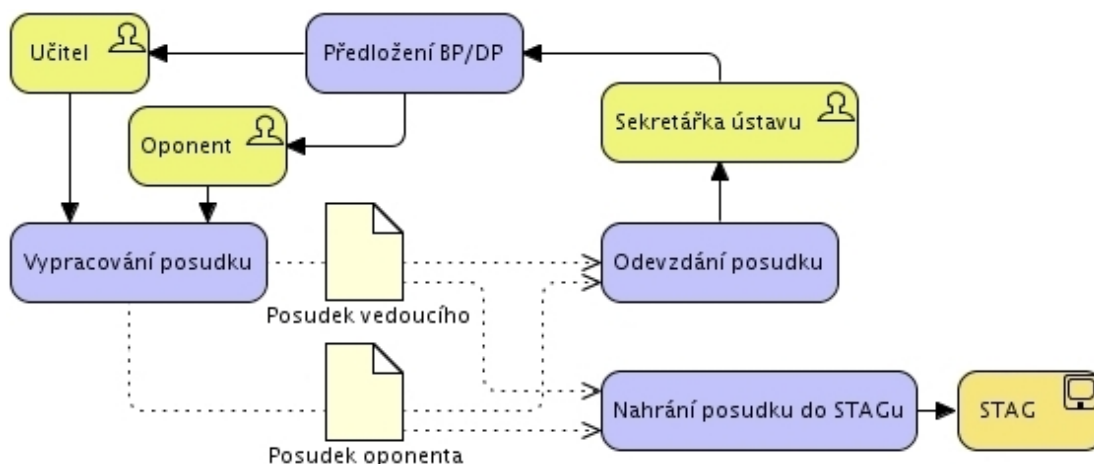 Učitel
Předložení BP/DP
Oponent
Sekretářka ústavu
Vypracování posudku
Posudek vedoucího
Odevzdání posudku
Posudek oponenta
Nahrání posudku do STAGu
STAG